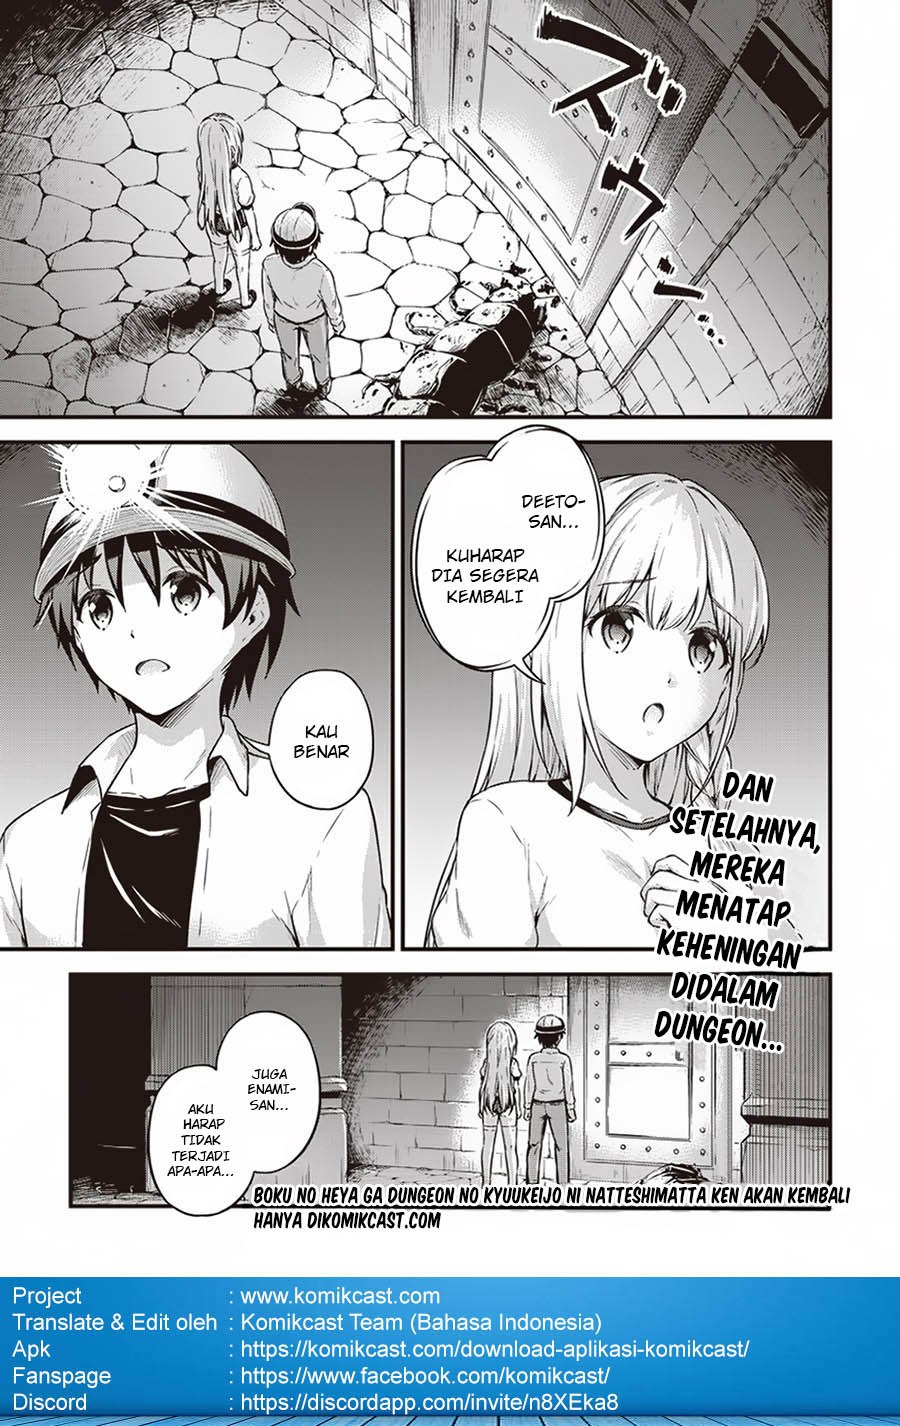 ズ
ズ
ン
DEETO-
SAN...
KUHARAP
DIA SEGERA
KEMBALI
KAU
BENAR
DAN
SETELAHNYA,
MEREKA
MENATAP
KEHENINGAN
DIDALAM
DUNGEON...
JUGA
ENAMI-
SAN...
AKU
HARAP
TIDAK
TERJADI
APA-APA...
BOKU NO HEYA GA DUNGEON NO KYUUKEIJO NI NATTESHIMATTA KEN AKAN KEMBALI
HANYA DIKOMIKCAST.COM
Project : www.komikcast.com
Translate & Edit oleh : Komikcast Team (Bahasa Indonesia)
Apk : https://komikcast.com/download-aplikasi-komikcast/
Fanspage : https://www.facebook.com/komikcast/
Discord : https://discordapp.com/invite/n8XEka8